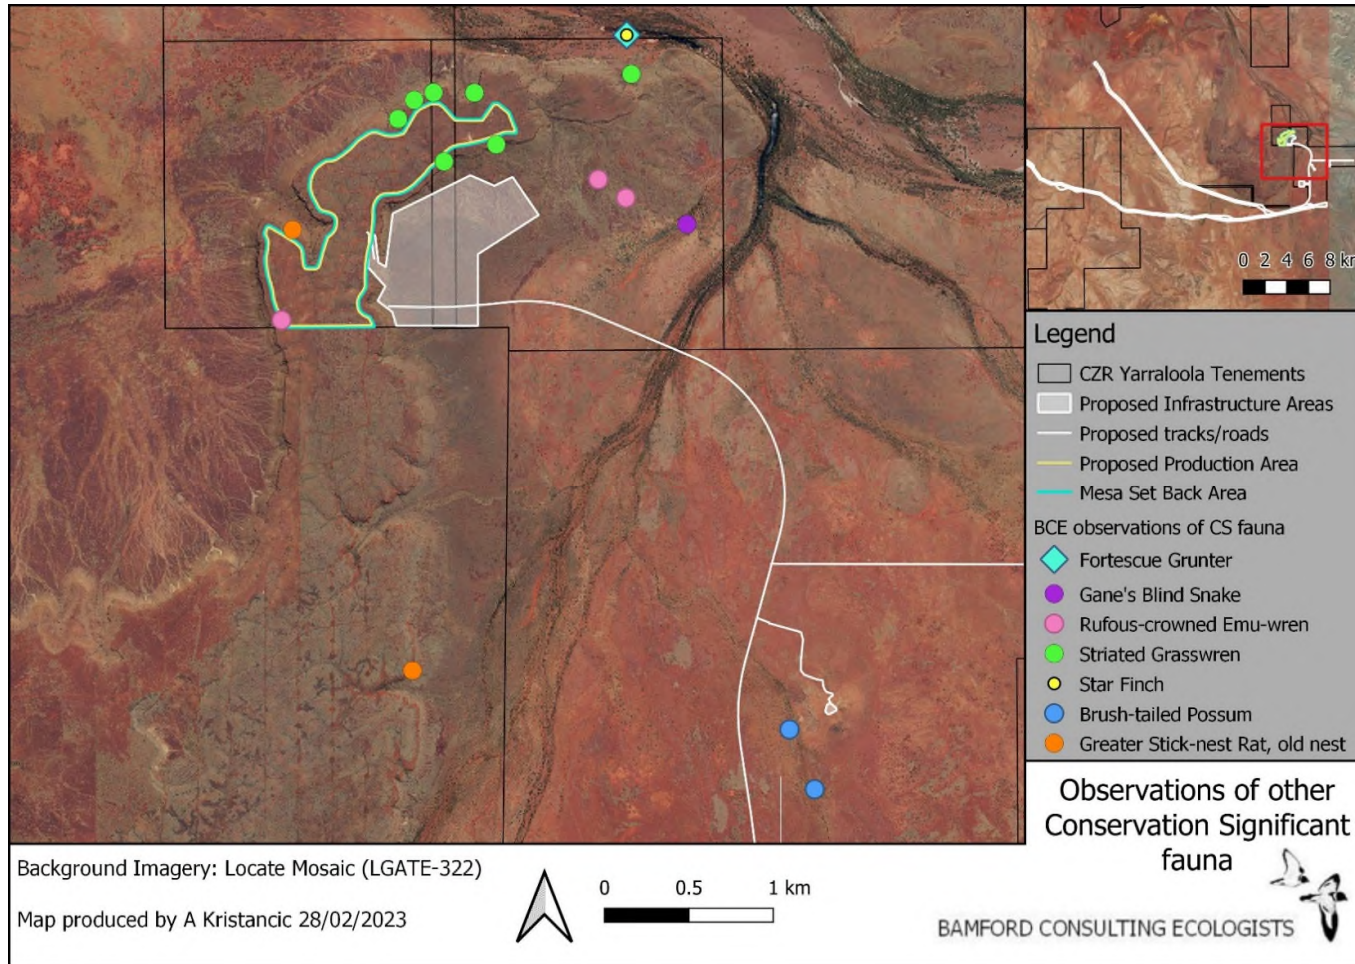 0 2 4 6 8 km
Legend
CZR Yarraloola Tenements
Proposed Infrastructure Areas
Proposed tracks/roads
Proposed Production Area
Mesa Set Back Area
BCE observations of CS fauna
Fortescue Grunter
Gane's Blind Snake
Rufous-crowned Emu-wren
Striated Grasswren
Star Finch
Brush-tailed Possum
Greater Stick-nest Rat, old nest
Observations of other
Conservation Significant
fauna
Background Imagery: Locate Mosaic (LGATE-322)
Map produced by A Kristancic 28/02/2023
0 0.5 1 km
BAMFORD CONSULTING ECOLOGISTS